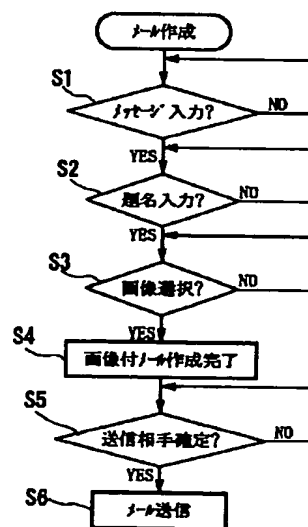 メール作成
S1
メッセージ入力?
NO
YES
S2
題名入力?
NO
YES
S3
画像選択?
NO
YES
S4
画像付メール作成完了
S5
送信相手確定?
NO
YES
S6
メール送信